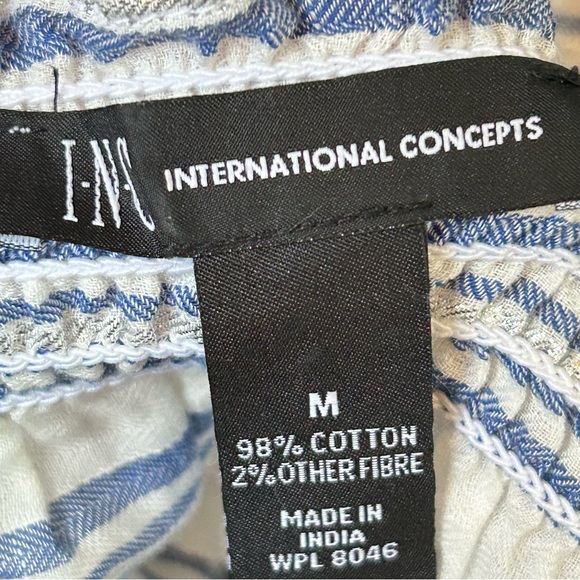 I·N·C INTERNATIONAL CONCEPTS
M
98% COTTON
2% OTHER FIBRE
MADE IN
INDIA
WPL 8046